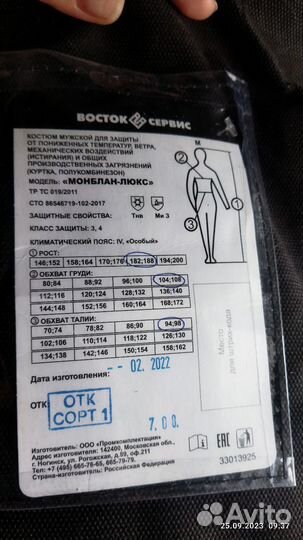 ВОСТОК СЕРВИС
КОСТЮМ МУЖСКОЙ ДЛЯ ЗАЩИТЫ
ОТ ПОНИЖЕННЫХ ТЕМПЕРАТУР, ВЕТРА,
МЕХАНИЧЕСКИХ ВОЗДЕЙСТВИЙ
(ИСТИРАНИЯ) И ОБЩИХ
ПРОИЗВОДСТВЕННЫХ ЗАГРЯЗНЕНИЙ
(КУРТКА, ПОЛУКОМБИНЕЗОН)
МОДЕЛЬ: «МОНБЛАН-ЛЮКС»
ТР ТС 019/2011
СТО 86546719-102-2017
ЗАЩИТНЫЕ СВОЙСТВА: Тнв Ми З
КЛАСС ЗАЩИТЫ: 3, 4
КЛИМАТИЧЕСКИЙ ПОЯС: IV, «Особый»
1 РОСТ:
146;152 158;164 170;176 182;188 194;200
2 ОБХВАТ ГРУДИ:
80;84 88;92 96;100 104;108
112;116 120;124 128;132 136;140
144;148 152;156 160;164 168;172
3 ОБХВАТ ТАЛИИ:
70;74 78;82 86;90 94;98
102;106 110;114 118;122 126;130
134;138 142;146 150;154 158;162
М
2
1
3
Место
для штрих-кода
Дата изготовления: -- 02. 2022
ОТК:
ОТК
СОРТ 1
Изготовитель: ООО «Промкомплектация»
Адрес изготовителя: 142400, Московская обл.,
г. Ногинск, ул. Рогожская, д.89, оф.211
Тел: +7 (495) 665-76-65, 665-79-79.
Страна-изготовитель: Российская Федерация
EAC
33013925
Avito
25.09.2023 09:37